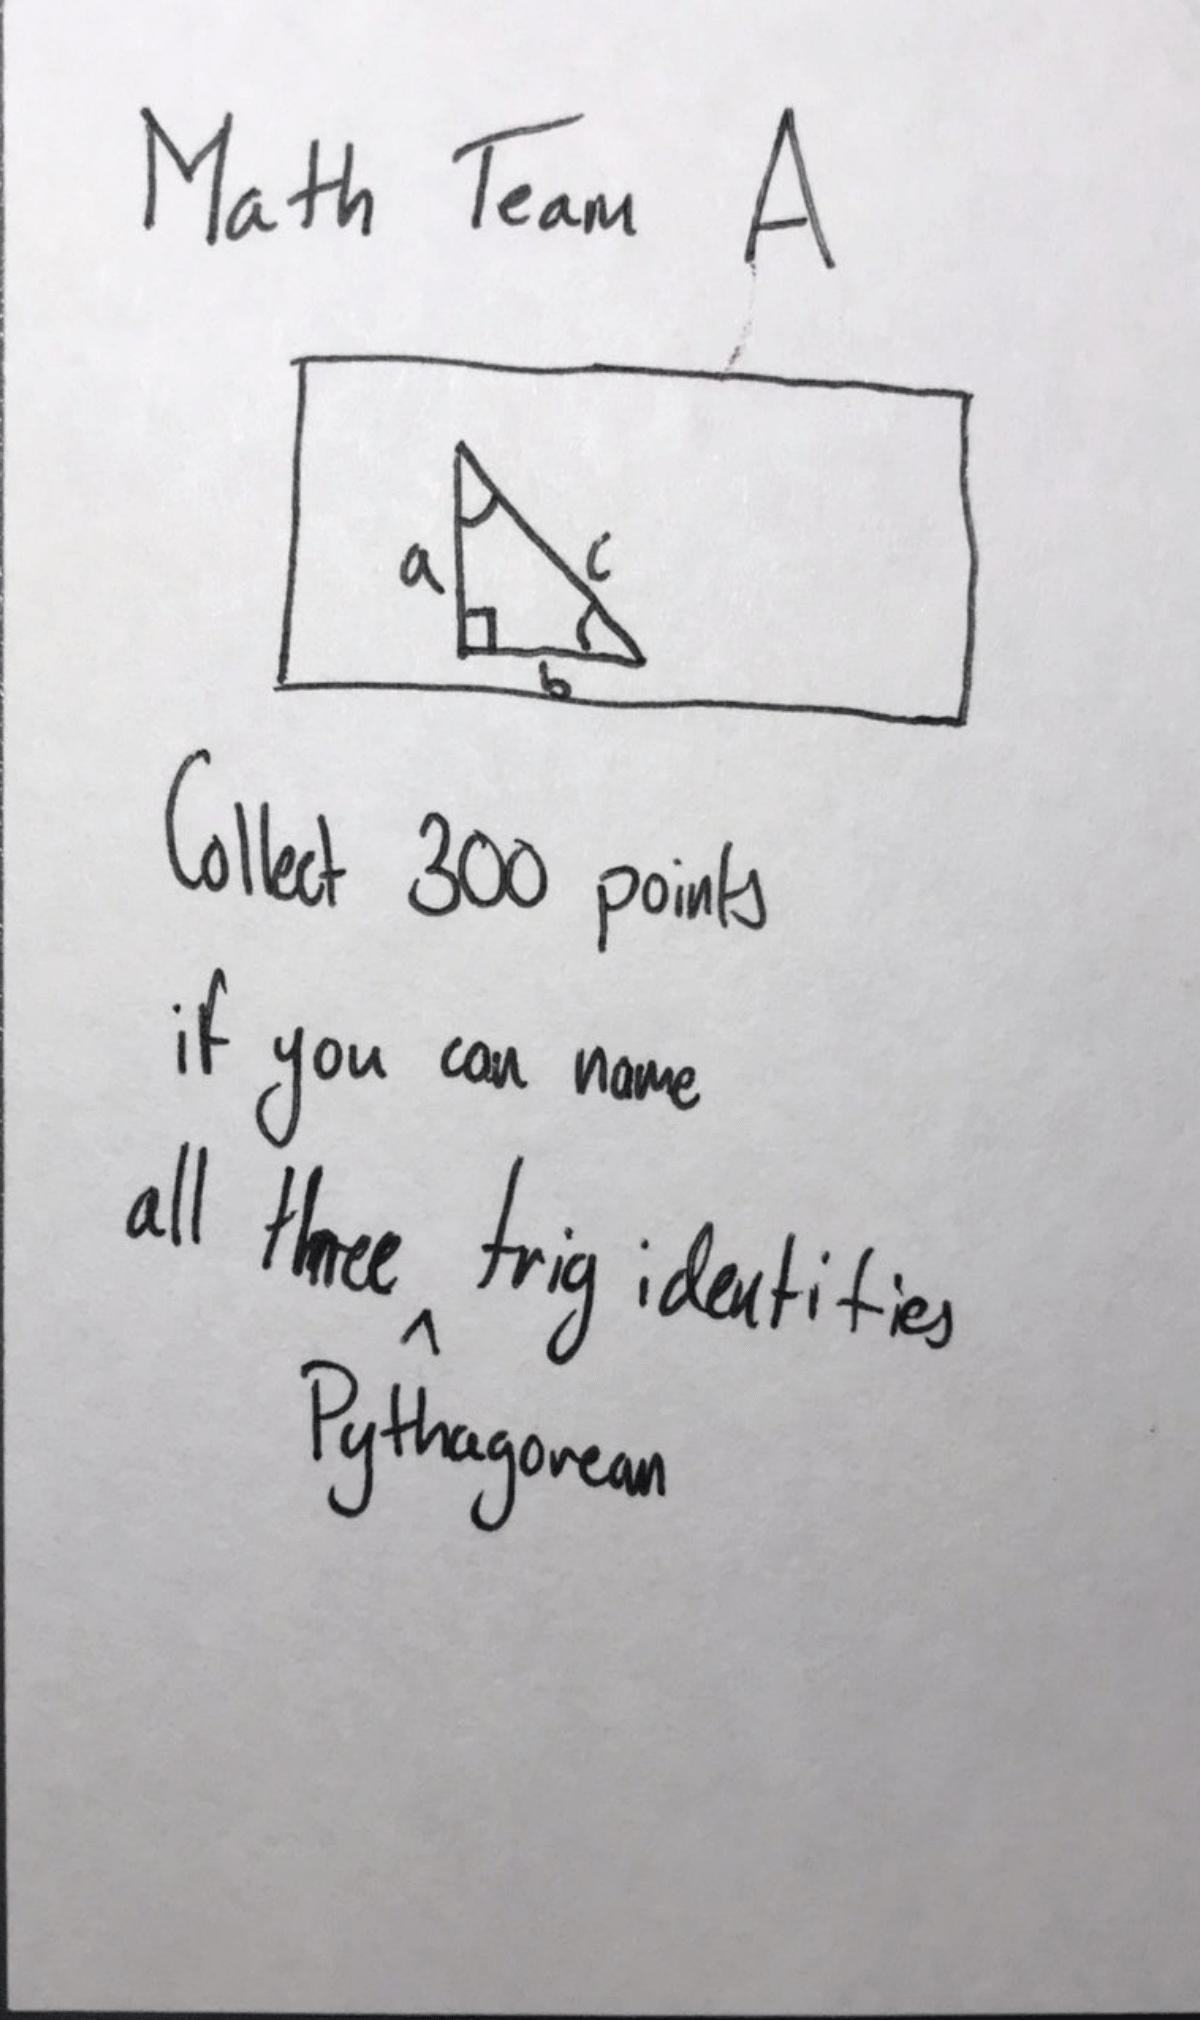 Math Team A
a
c
b
Collect 300 points
if you can name
all three ^ trig identities
Pythagorean